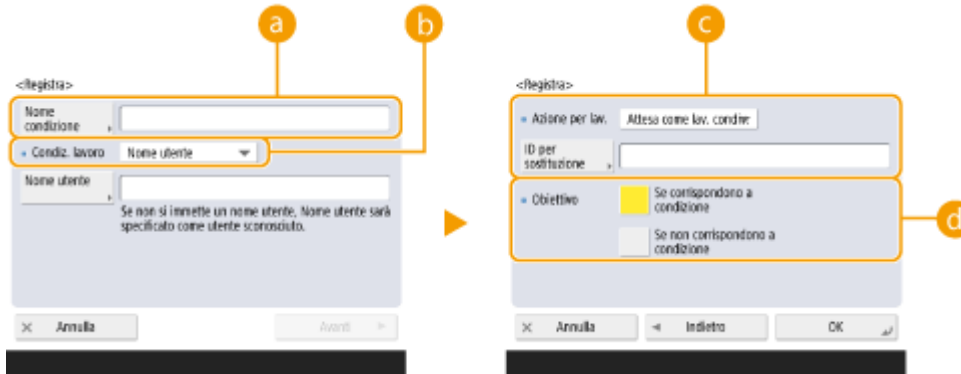 a
b
c
d
<Registra>
Nome
condizione
Condiz. lavoro
Nome utente
Nome utente
Se non si immette un nome utente, Nome utente sarà
specificato come utente sconosciuto.
Annulla
Avanti
<Registra>
Azione per lav.
Attesa come lav. condive
ID per
sostituzione
Obiettivo
Se corrispondono a
condizione
Se non corrispondono a
condizione
Annulla
Indietro
OK